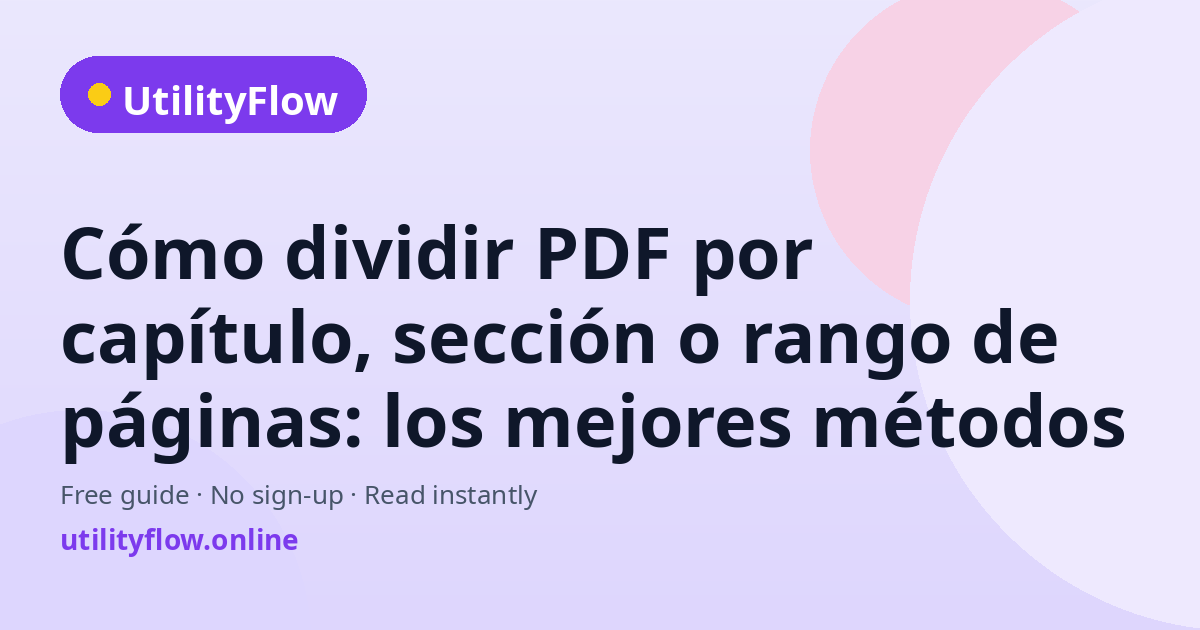 UtilityFlow
Cómo dividir PDF por
capítulo, sección o rango de
páginas: los mejores métodos
Free guide · No sign-up · Read instantly
utilityflow.online